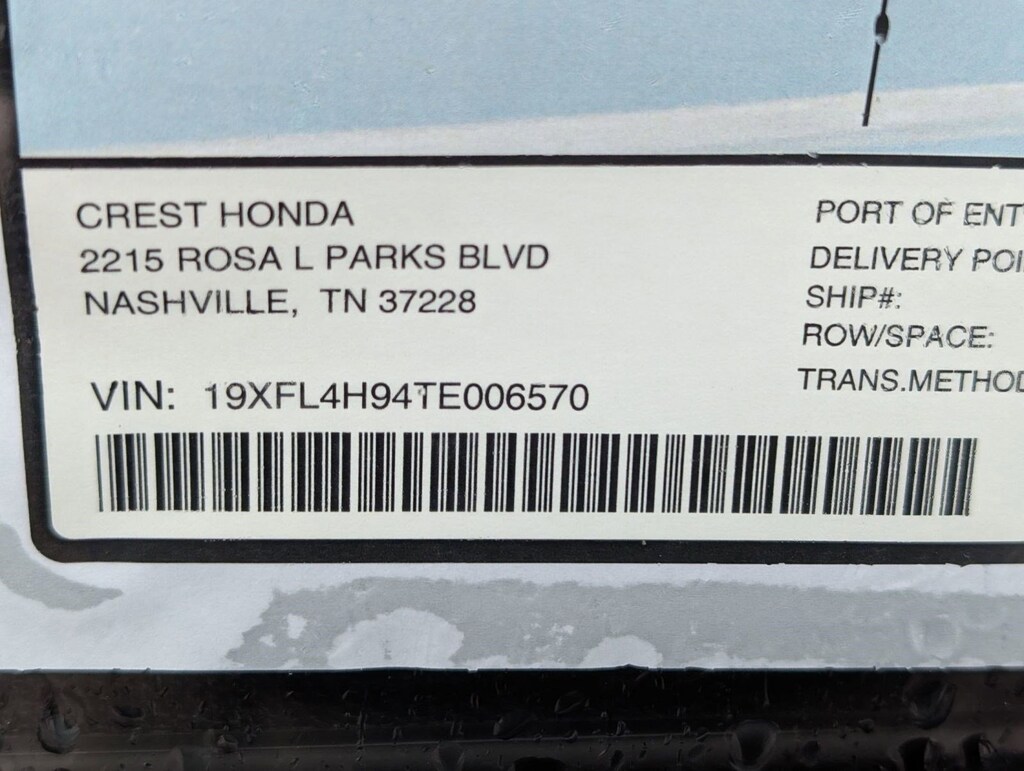 CREST HONDA
2215 ROSA L PARKS BLVD
NASHVILLE, TN 37228
VIN: 19XFL4H94TE006570
PORT OF ENT
DELIVERY POI
SHIP#:
ROW/SPACE:
TRANS.METHOD